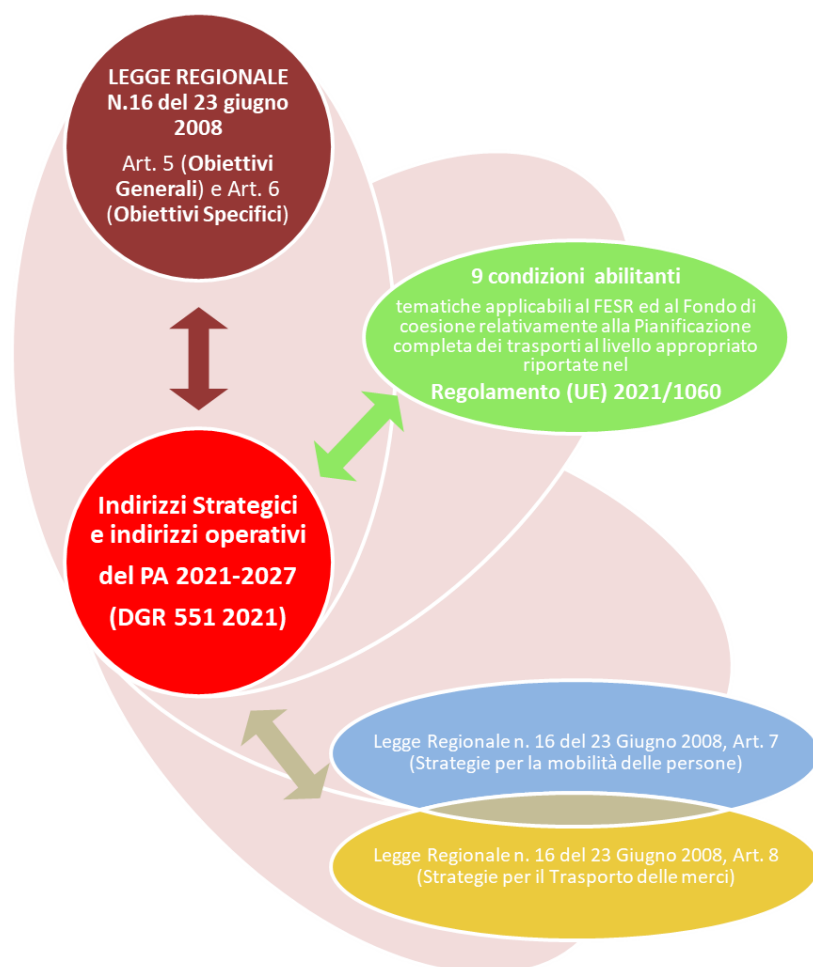 LEGGE REGIONALE
N.16 del 23 giugno
2008
Art. 5 (Obiettivi
Generali) e Art. 6
(Obiettivi Specifici)
9 condizioni abilitanti
tematiche applicabili al FESR ed al Fondo di
coesione relativamente alla Pianificazione
completa dei trasporti al livello appropriato
riportate nel
Regolamento (UE) 2021/1060
Indirizzi Strategici
e indirizzi operativi
del PA 2021-2027
(DGR 551 2021)
Legge Regionale n. 16 del 23 Giugno 2008, Art. 7
(Strategie per la mobilità delle persone)
Legge Regionale n. 16 del 23 Giugno 2008, Art. 8
(Strategie per il Trasporto delle merci)